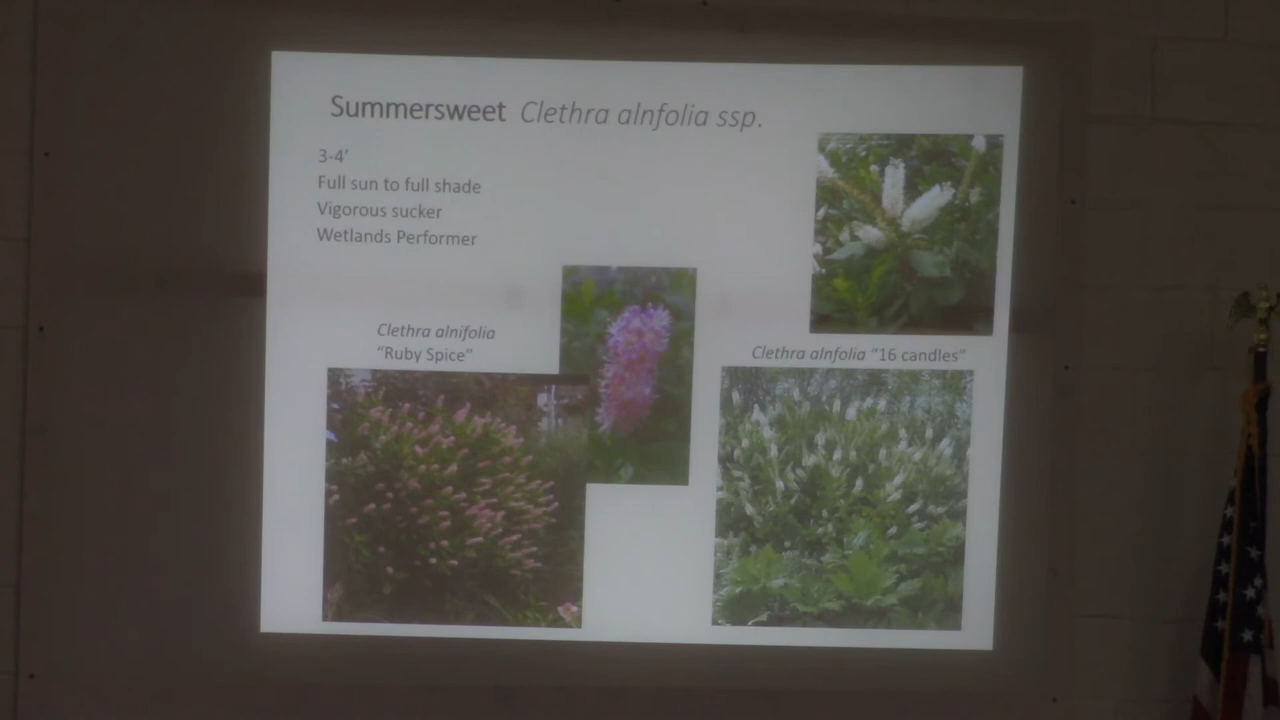 Summersweet Clethra alnfolia ssp.
3-4'
Full sun to full shade
Vigorous sucker
Wetlands Performer
Clethra alnifolia
"Ruby Spice"
Clethra alnfolia "16 candles"